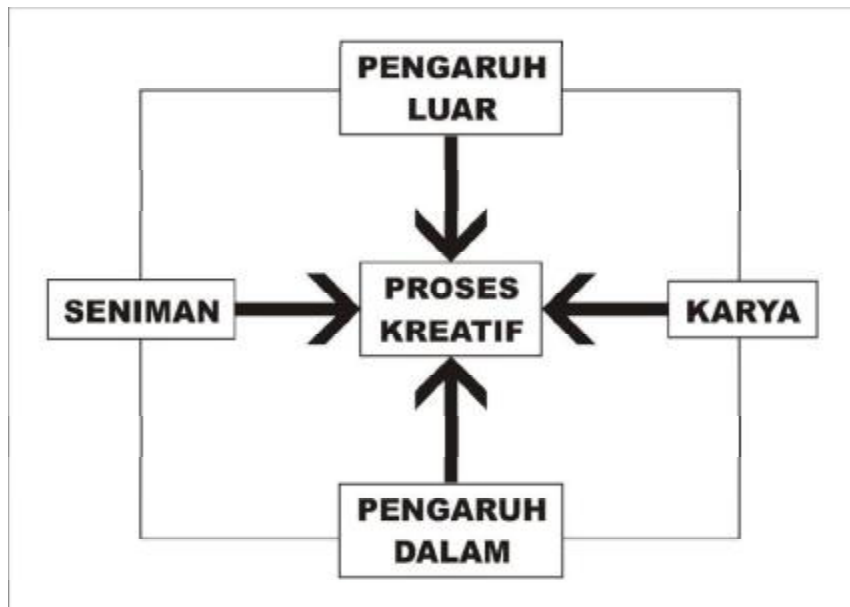 PENGARUH
LUAR
SENIMAN
PROSES
KREATIF
KARYA
PENGARUH
DALAM